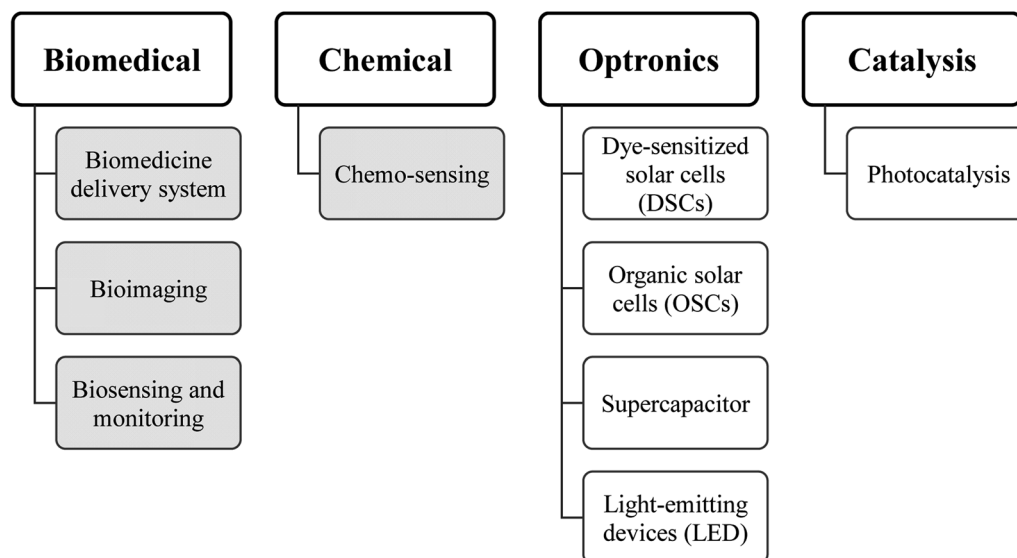 Biomedical
Biomedicine
delivery system
Bioimaging
Biosensing and
monitoring
Chemical
Chemo-sensing
Optronics
Dye-sensitized
solar cells
(DSCs)
Organic solar
cells (OSCs)
Supercapacitor
Light-emitting
devices (LED)
Catalysis
Photocatalysis